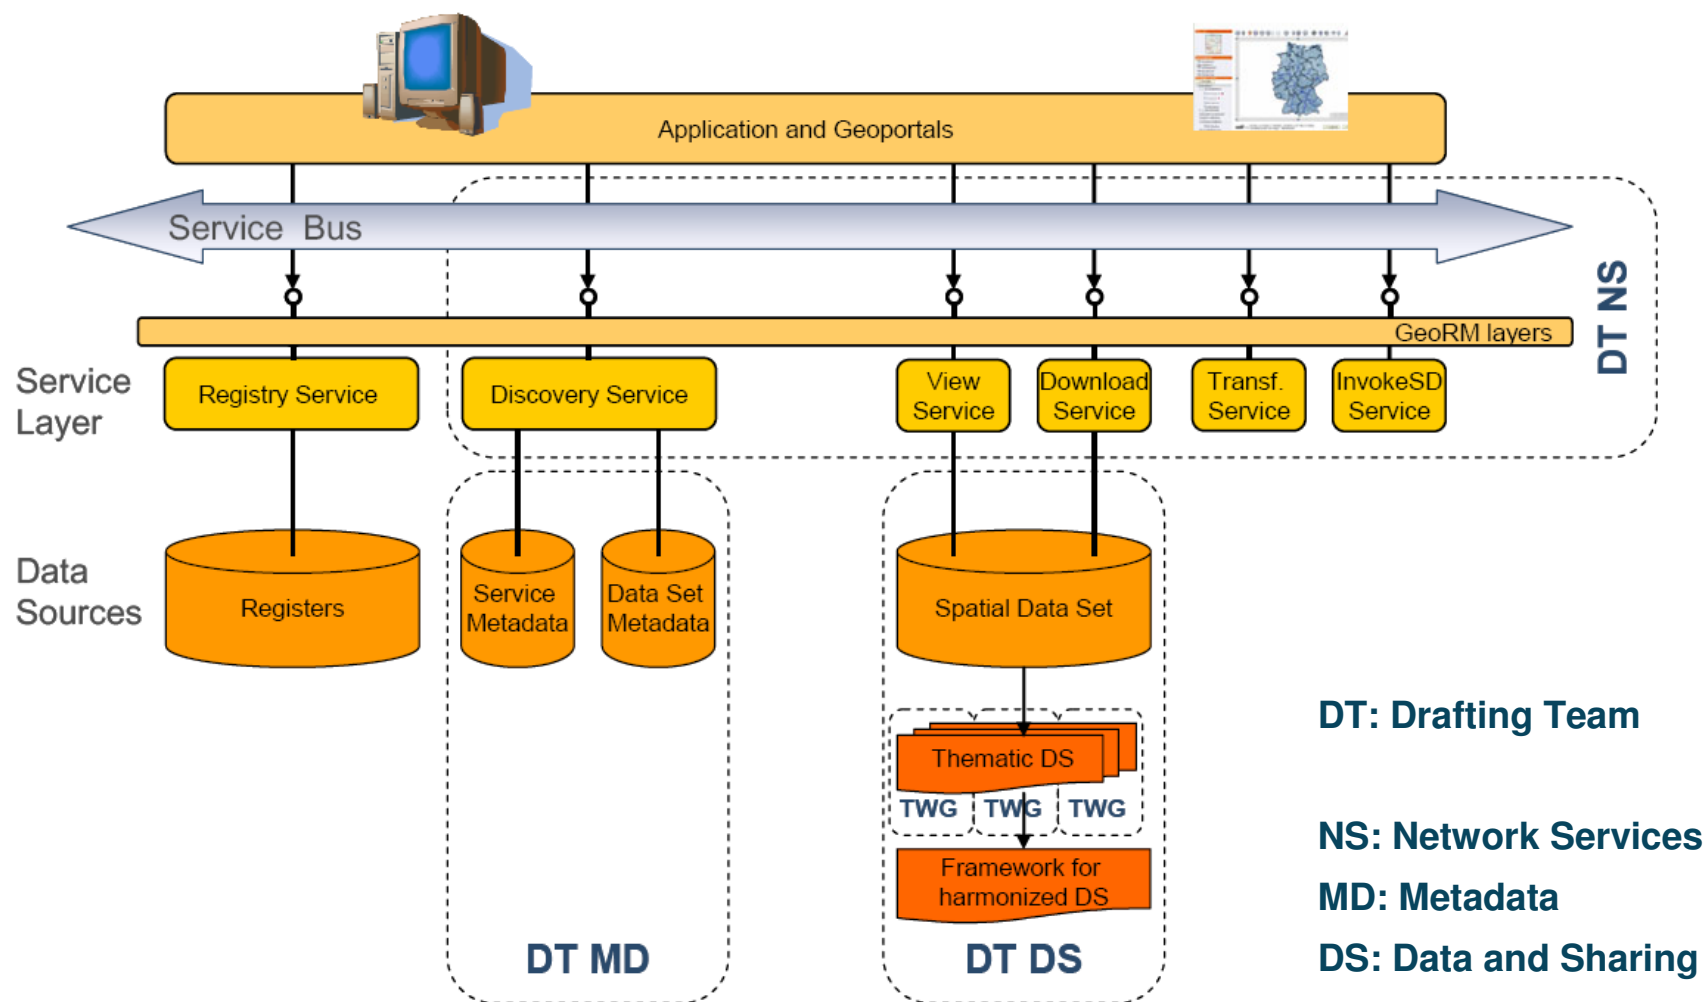 Application and Geoportals
Service Bus
DT NS
GeoRM layers
Service
Layer
Registry Service
Discovery Service
View
Service
Download
Service
Transf.
Service
InvokeSD
Service
Data
Sources
Registers
Service
Metadata
Data Set
Metadata
Spatial Data Set
Thematic DS
TWG
TWG
TWG
Framework for
harmonized DS
DT MD
DT DS
DT: Drafting Team
NS: Network Services
MD: Metadata
DS: Data and Sharing